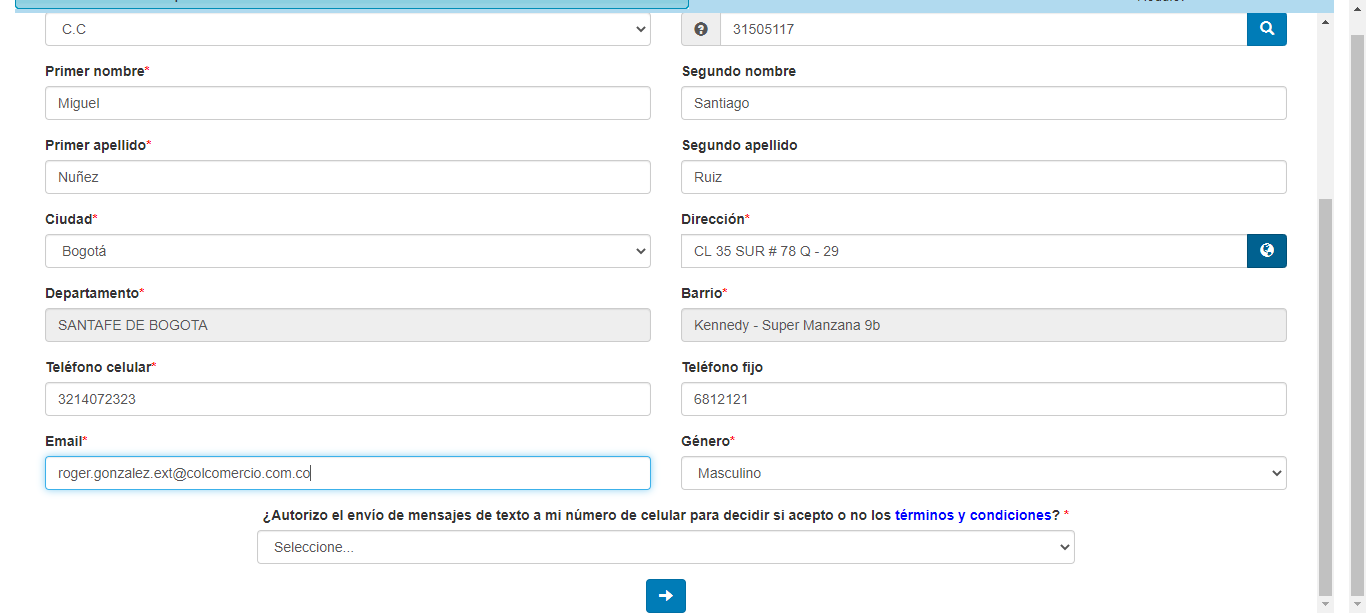 C.C 31505117
Primer nombre* Segundo nombre
Miguel Santiago
Primer apellido* Segundo apellido
Nuñez Ruiz
Ciudad* Dirección*
Bogotá CL 35 SUR # 78 Q - 29
Departamento* Barrio*
SANTAFE DE BOGOTA Kennedy - Super Manzana 9b
Teléfono celular* Teléfono fijo
3214072323 6812121
Email* Género*
roger.gonzalez.ext@colcomercio.com.co Masculino
¿Autorizo el envío de mensajes de texto a mi número de celular para decidir si acepto o no los términos y condiciones? *
Seleccione...